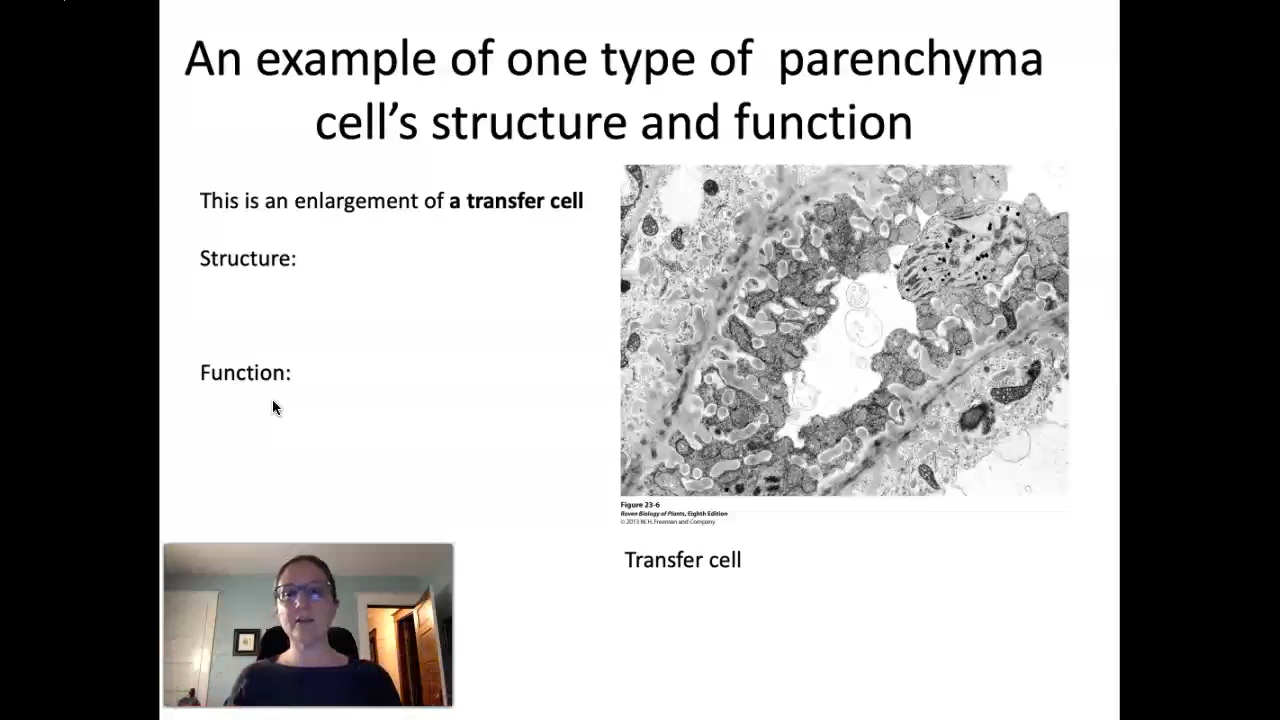 An example of one type of  parenchyma
cell’s structure and function
This is an enlargement of a transfer cell
Structure:
Function:
Figure 23-6
Raven Biology of Plants, Eighth Edition
© 2013 W. H. Freeman and Company
Transfer cell